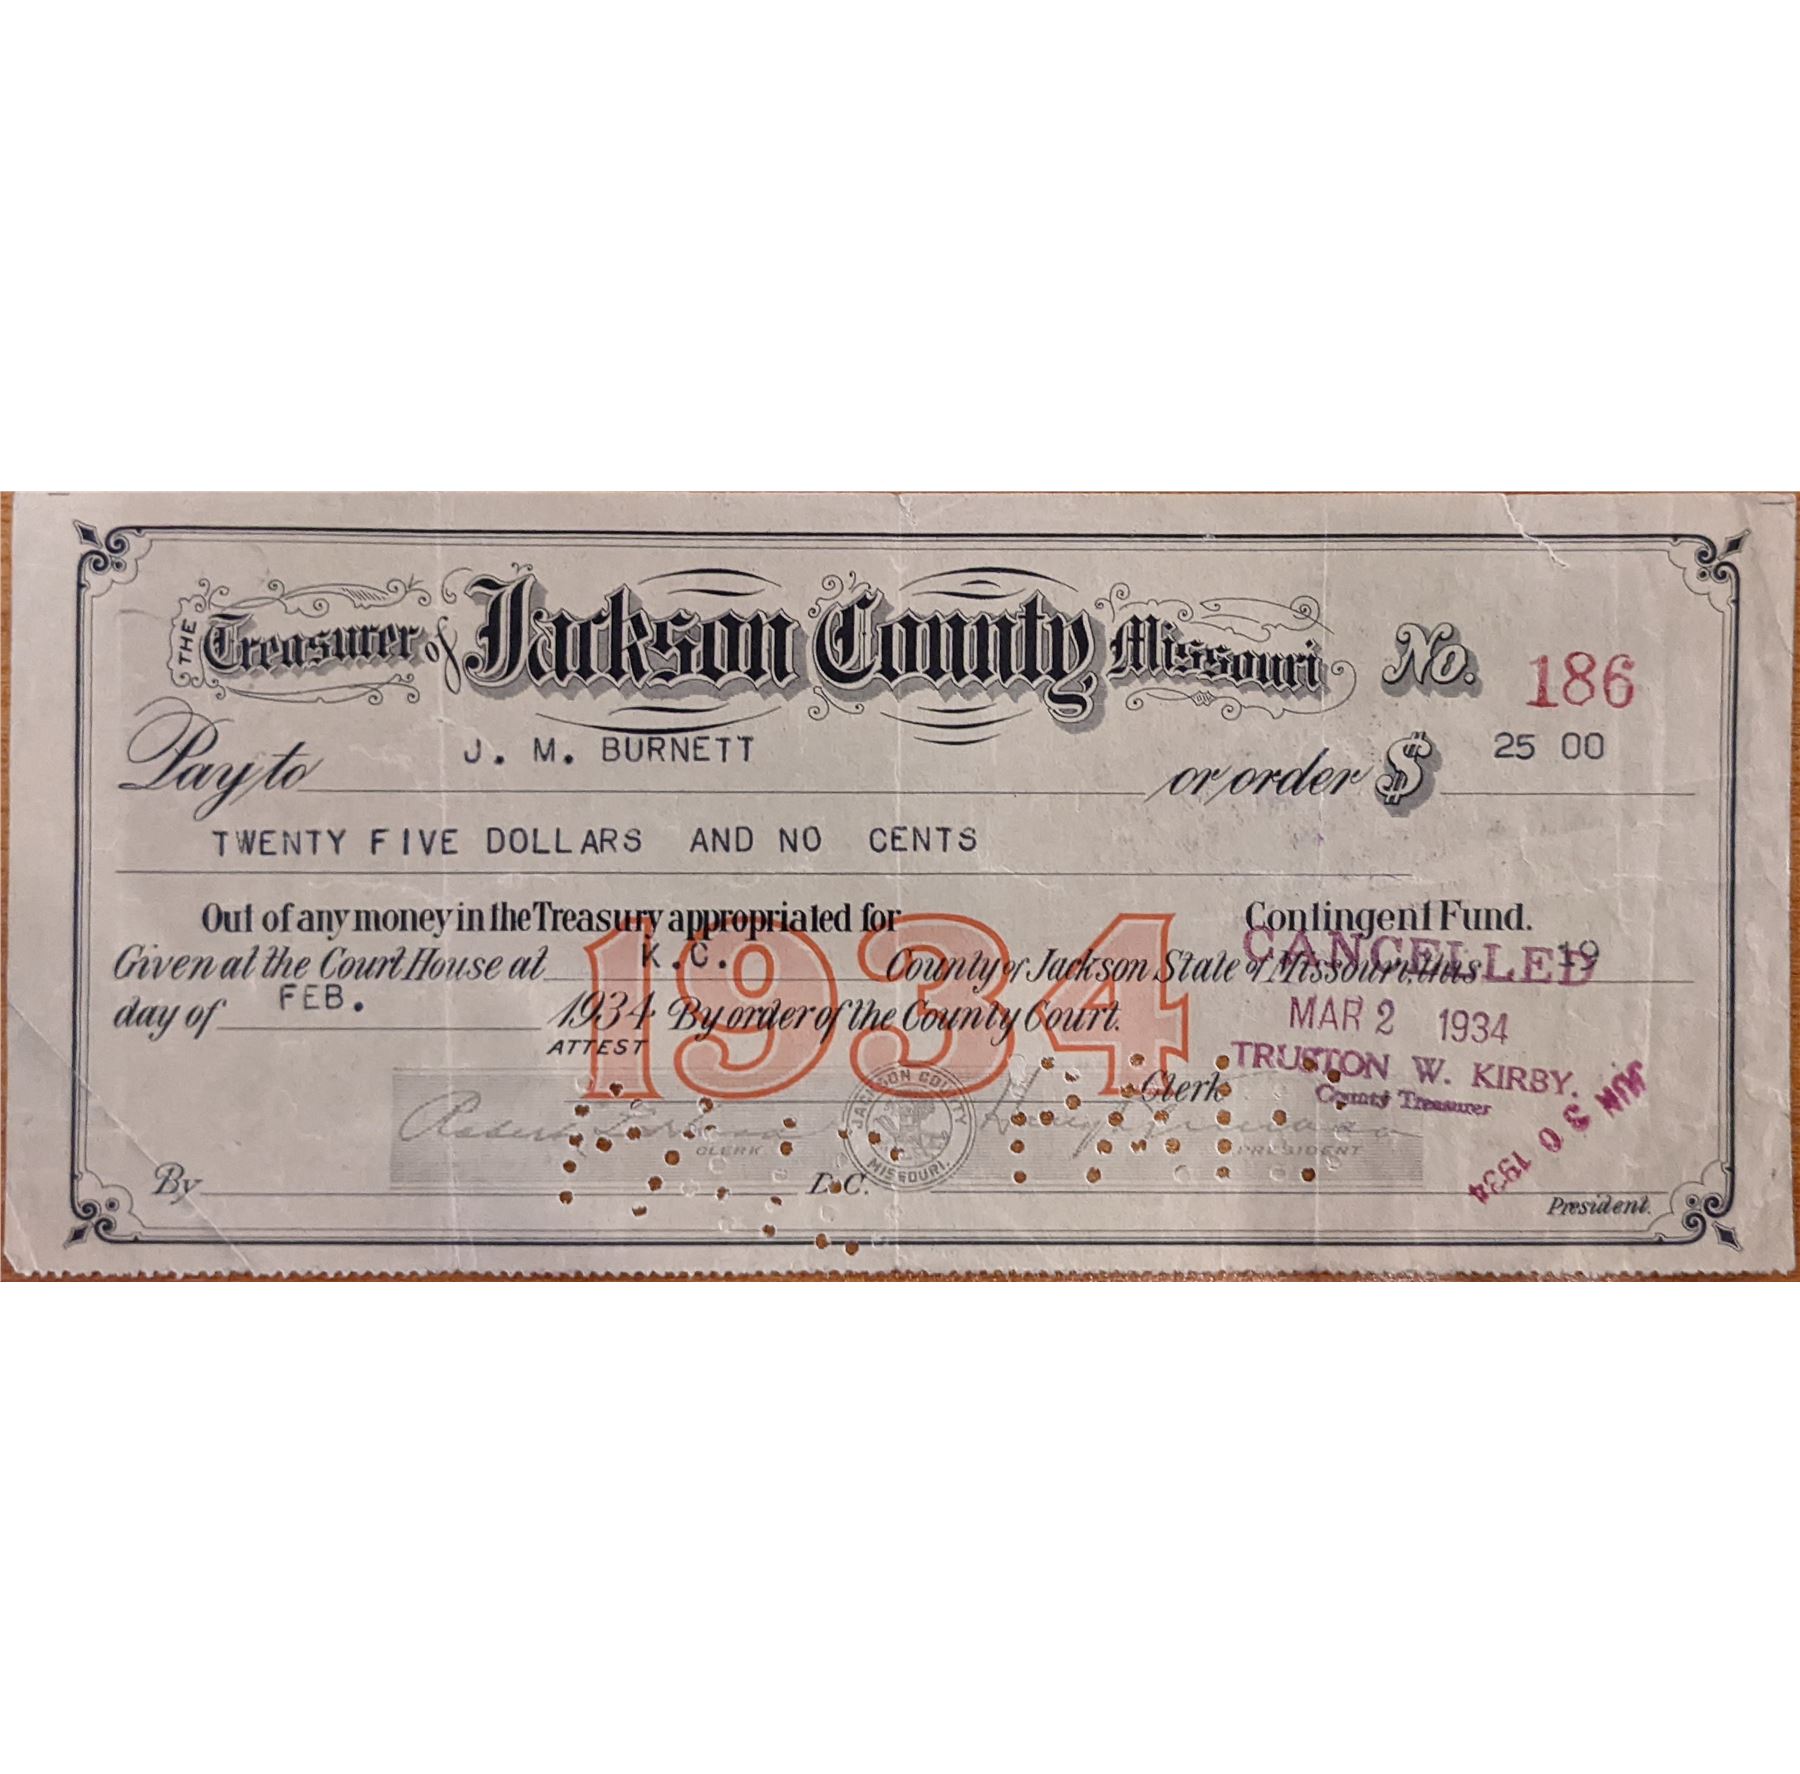 THE Treasurer of Jackson County, Missouri No. 186
Pay to J. M. BURNETT or order $ 25 00
TWENTY FIVE DOLLARS AND NO CENTS
Out of any money in the Treasury appropriated for Contingent Fund.
CANCELLED
Given at the Court House at K.C. County of Jackson State of Missouri, this 19
day of FEB. 1934 By order of the County Court.
1934
MAR 2 1934
ATTEST
TRUSTON W. KIRBY.
Clerk
County Treasurer
JUN 30 1934
JACKSON COUNTY
MISSOURI.
CLERK
PRESIDENT
By D.C.
President.